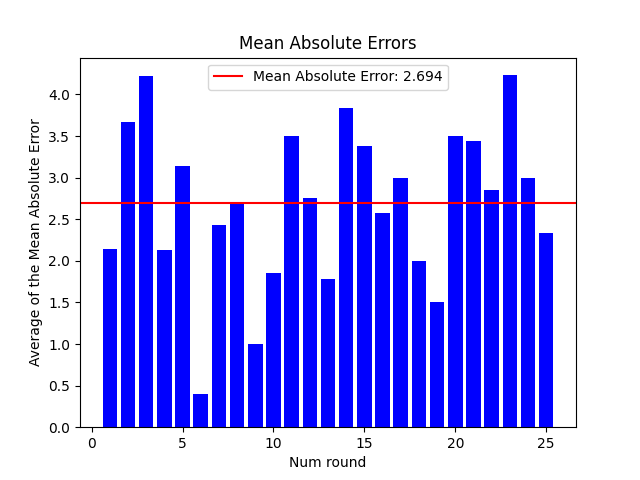 Mean Absolute Errors
Mean Absolute Error: 2.694
Average of the Mean Absolute Error
4.0
3.5
3.0
2.5
2.0
1.5
1.0
0.5
0.0
0 5 10 15 20 25
Num round